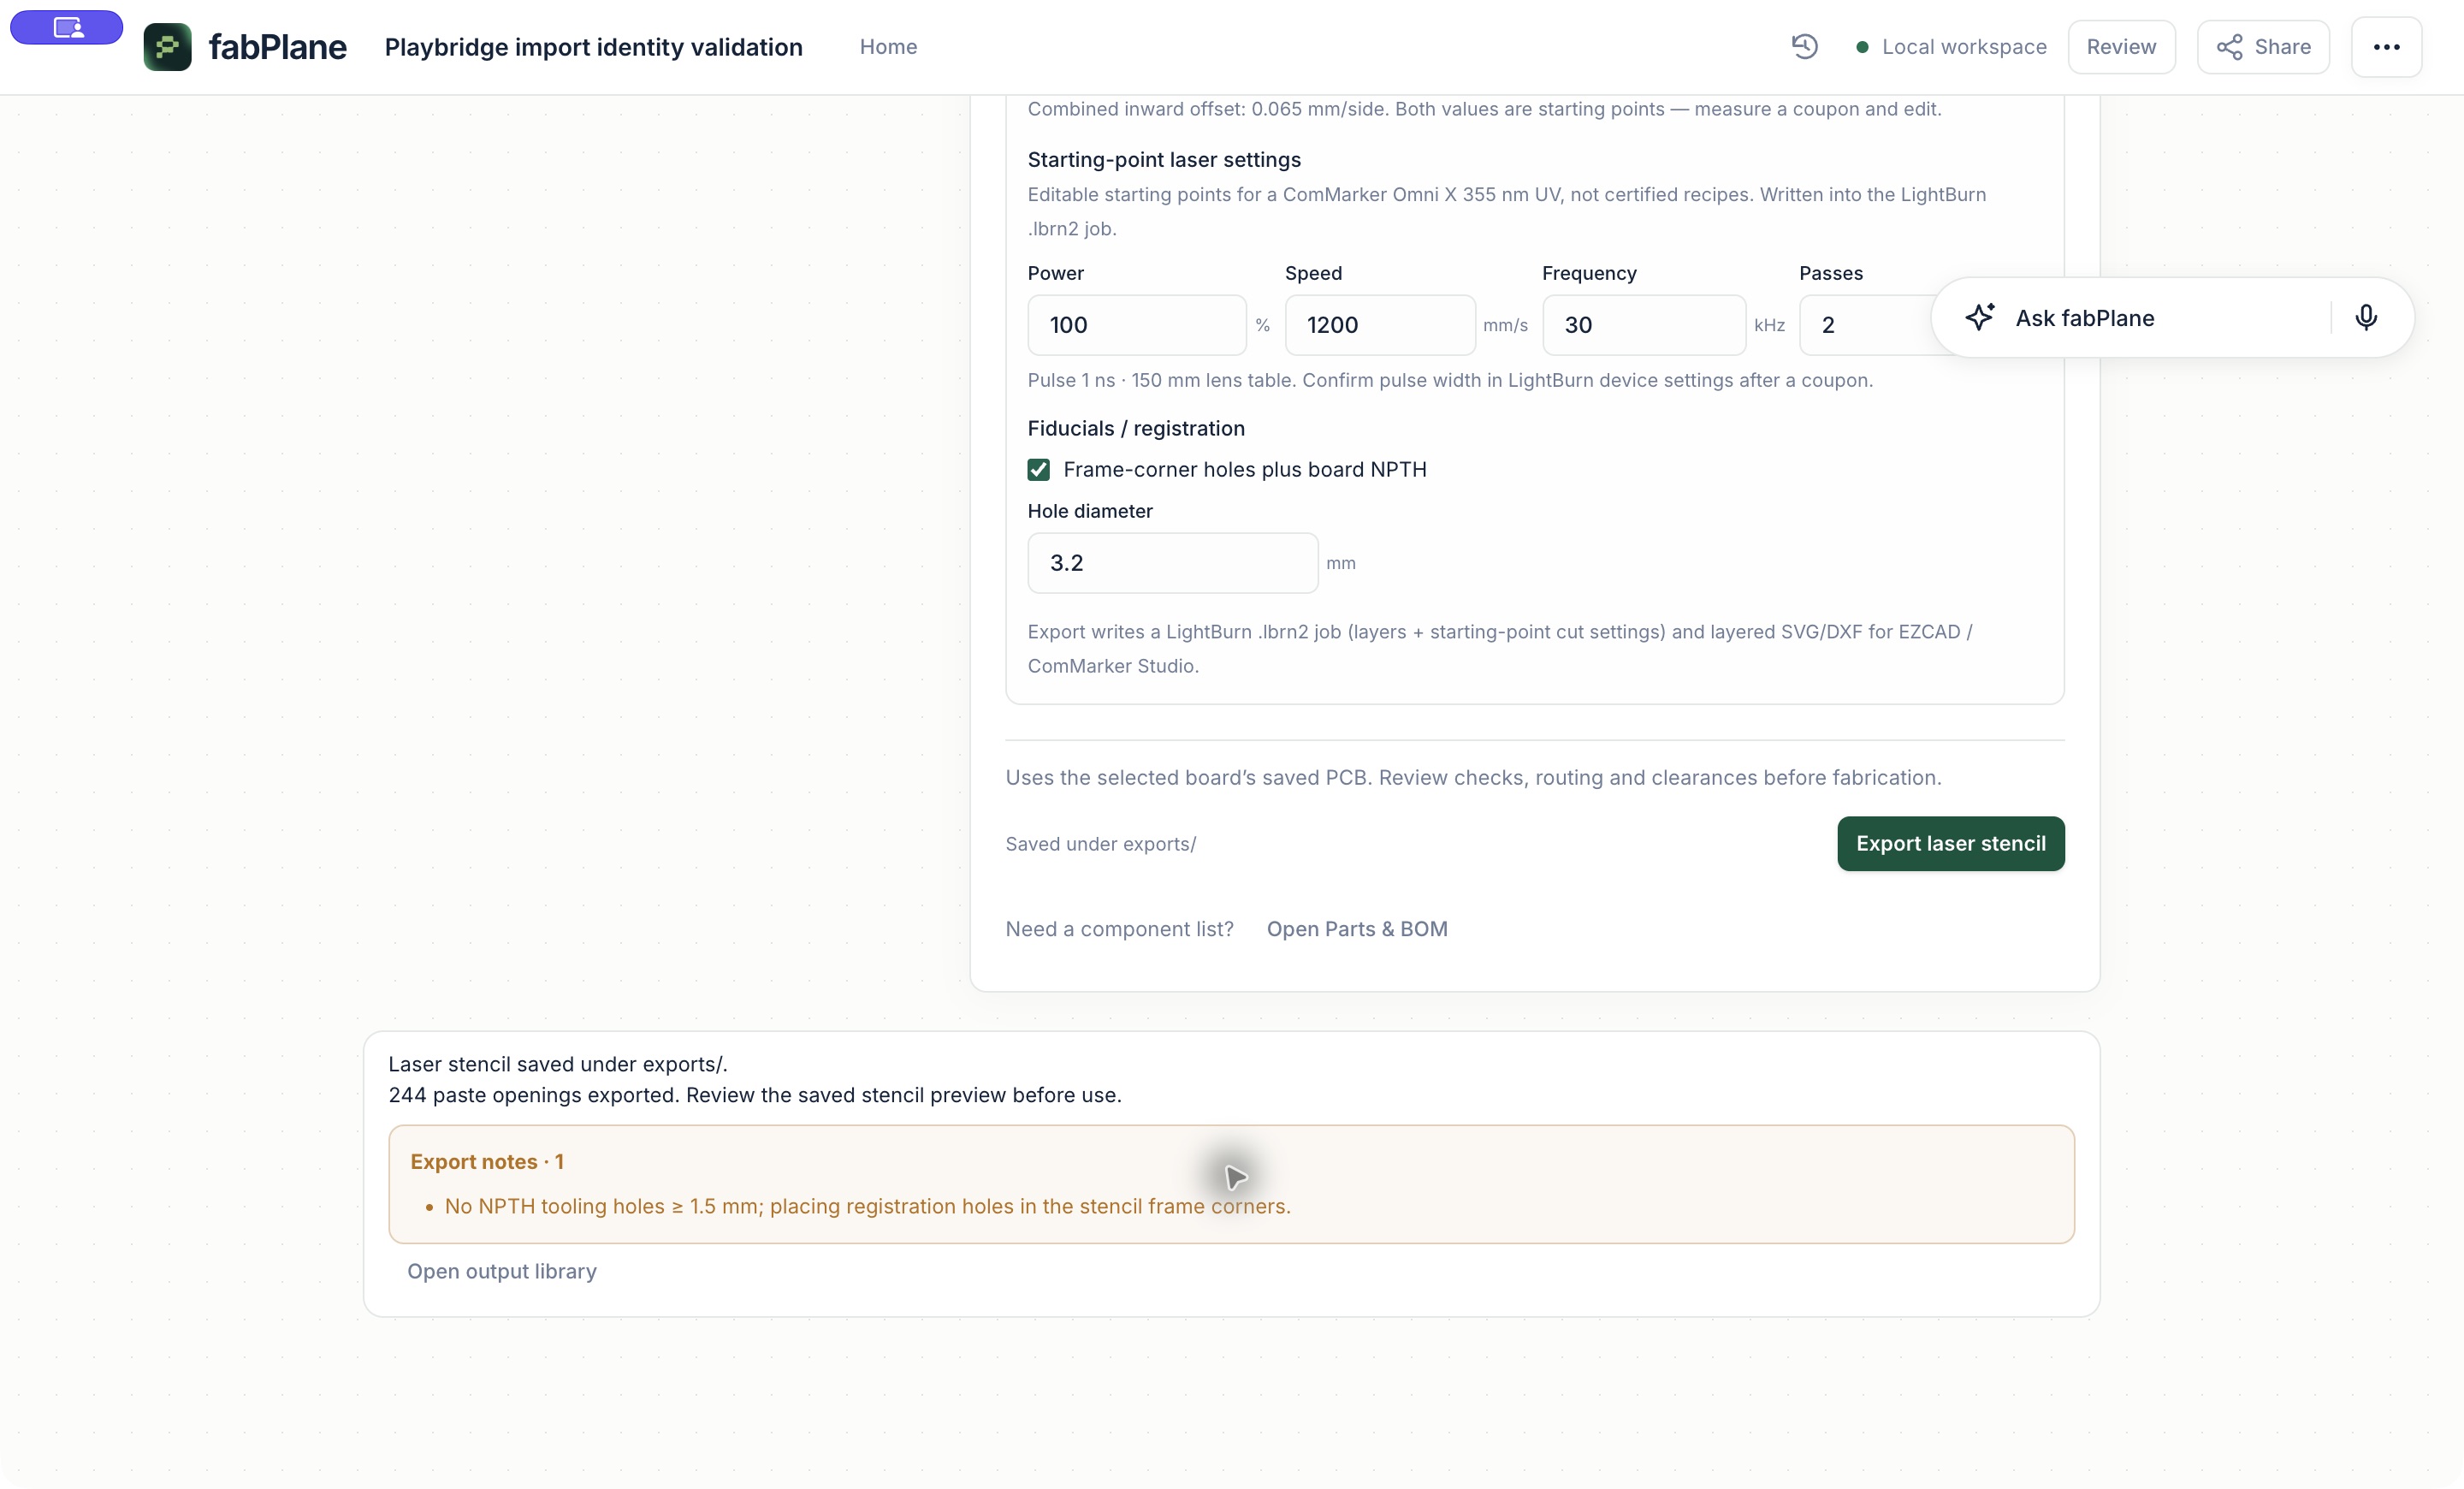 fabPlane Playbridge import identity validation Home Local workspace Review Share
Combined inward offset: 0.065 mm/side. Both values are starting points — measure a coupon and edit.
Starting-point laser settings
Editable starting points for a ComMarker Omni X 355 nm UV, not certified recipes. Written into the LightBurn
.lbrn2 job.
Power Speed Frequency Passes
100 % 1200 mm/s 30 kHz 2
Ask fabPlane
Pulse 1 ns · 150 mm lens table. Confirm pulse width in LightBurn device settings after a coupon.
Fiducials / registration
Frame-corner holes plus board NPTH
Hole diameter
3.2 mm
Export writes a LightBurn .lbrn2 job (layers + starting-point cut settings) and layered SVG/DXF for EZCAD /
ComMarker Studio.
Uses the selected board’s saved PCB. Review checks, routing and clearances before fabrication.
Saved under exports/ Export laser stencil
Need a component list? Open Parts & BOM
Laser stencil saved under exports/.
244 paste openings exported. Review the saved stencil preview before use.
Export notes · 1
• No NPTH tooling holes ≥ 1.5 mm; placing registration holes in the stencil frame corners.
Open output library